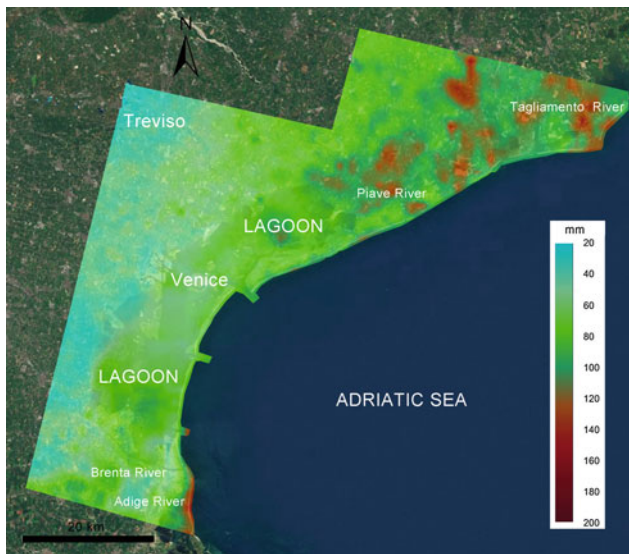 Treviso
Tagliamento River
Piave River
LAGOON
Venice
LAGOON
ADRIATIC SEA
Brenta River
Adige River
20 km
mm
20
40
60
80
100
120
140
160
180
200